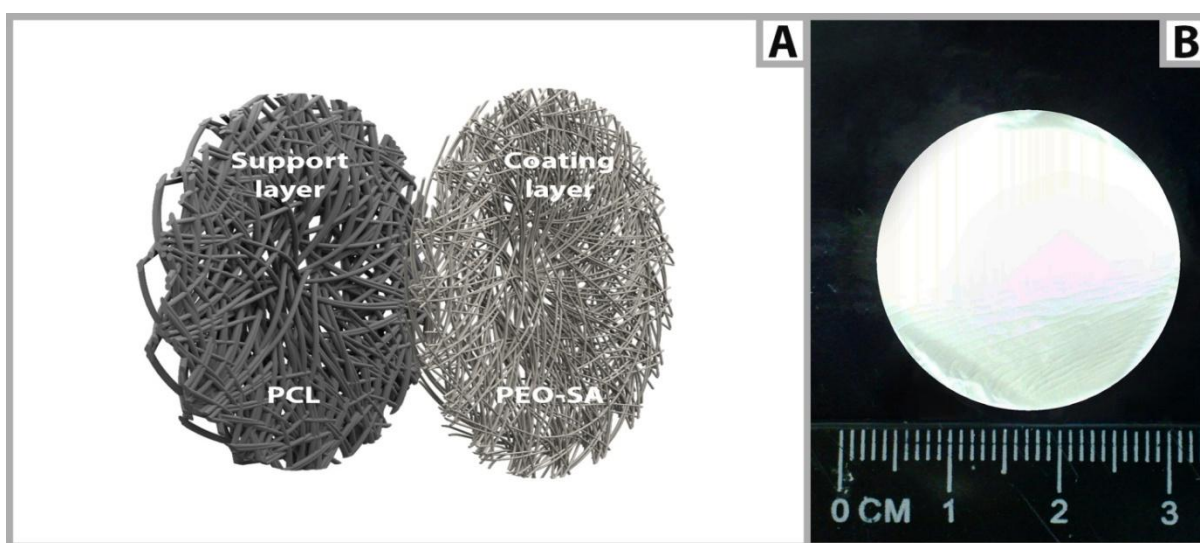 A
Support
layer
Coating
layer
PCL
PEO-SA
B
0 CM 1 2 3